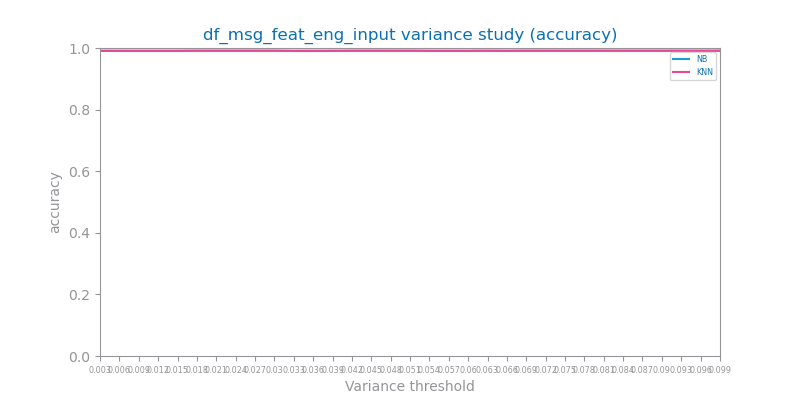 df_msg_feat_eng_input variance study (accuracy)
1.0
NB
KNN
0.8
0.6
accuracy
0.4
0.2
0.0
0.003 0.006 0.009 0.012 0.015 0.018 0.021 0.024 0.027 0.03 0.033 0.036 0.039 0.042 0.045 0.048 0.051 0.054 0.057 0.06 0.063 0.066 0.069 0.072 0.075 0.078 0.081 0.084 0.087 0.09 0.093 0.096 0.099
Variance threshold